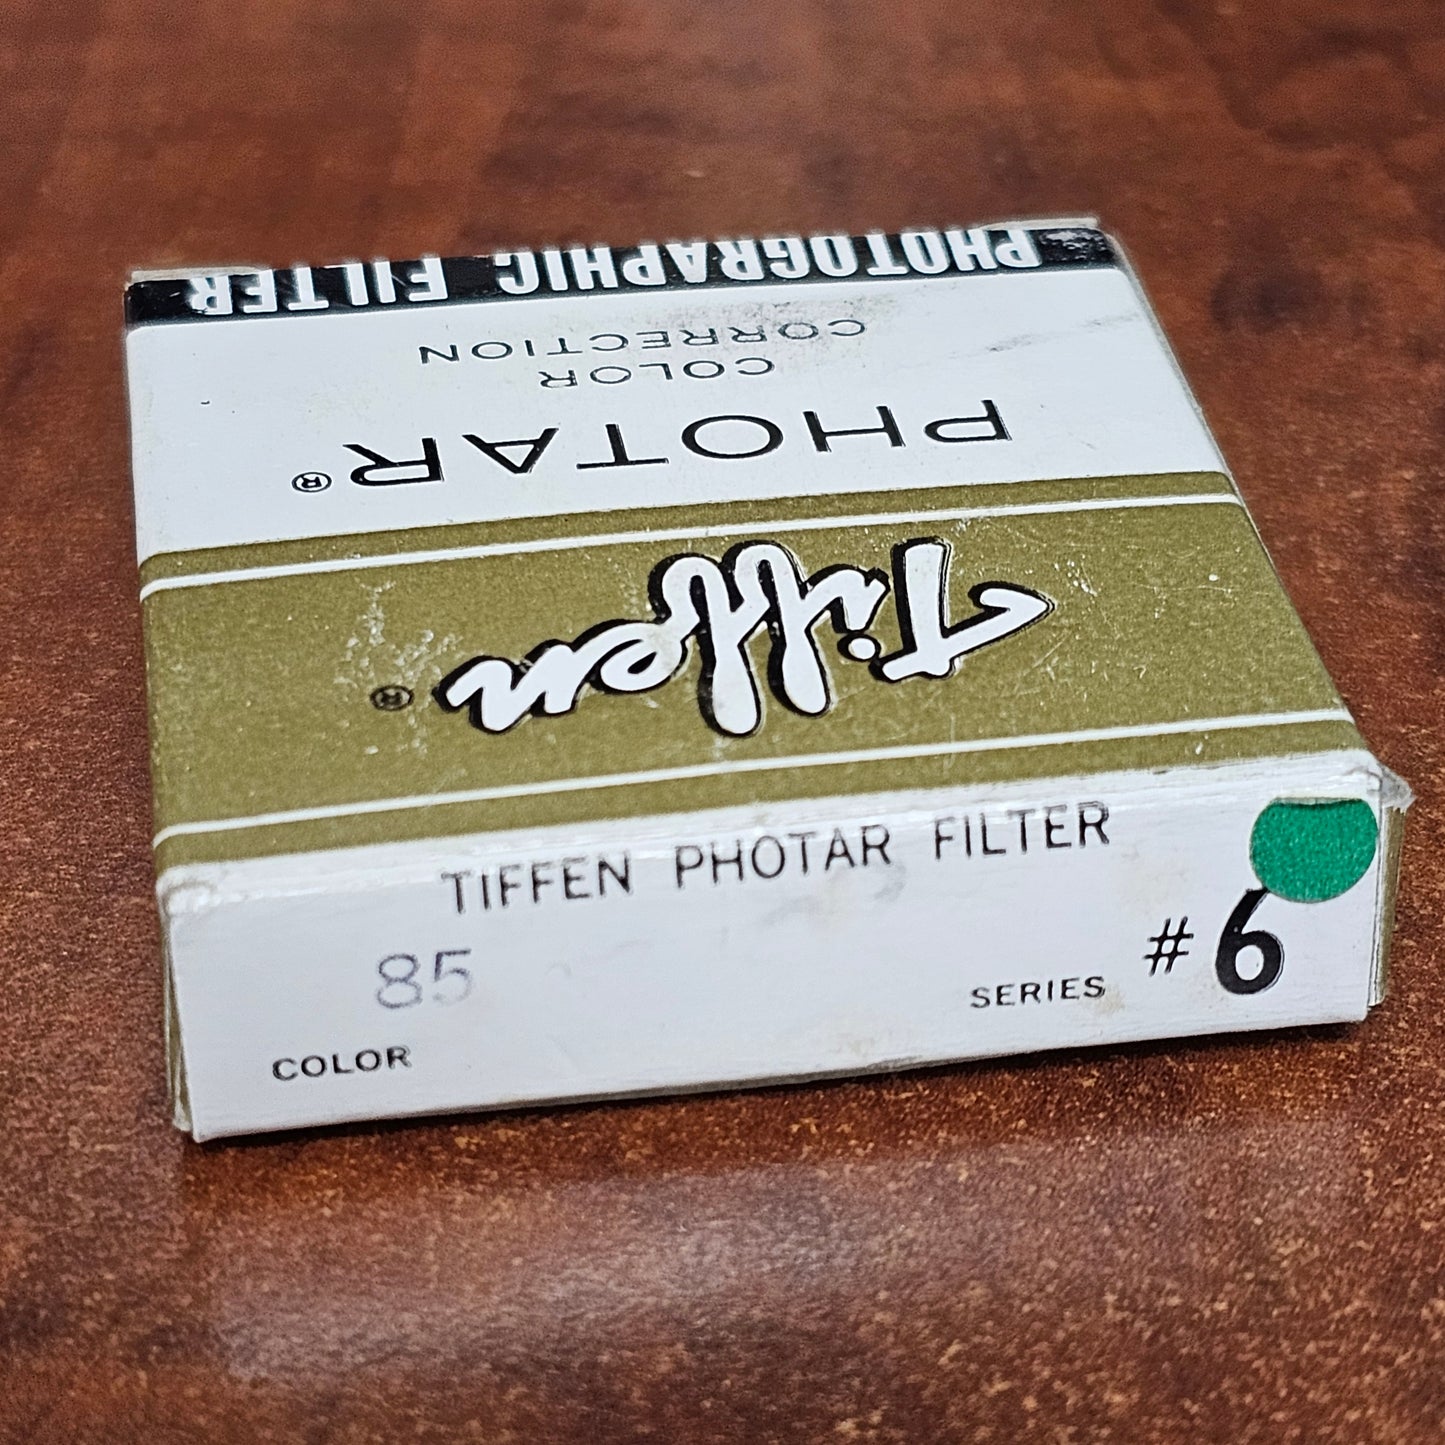 PHOTOGRAPHIC FILTER
COLOR
CORRECTION
PHOTAR®
Tiffen®
TIFFEN PHOTAR FILTER
85
COLOR
SERIES #6